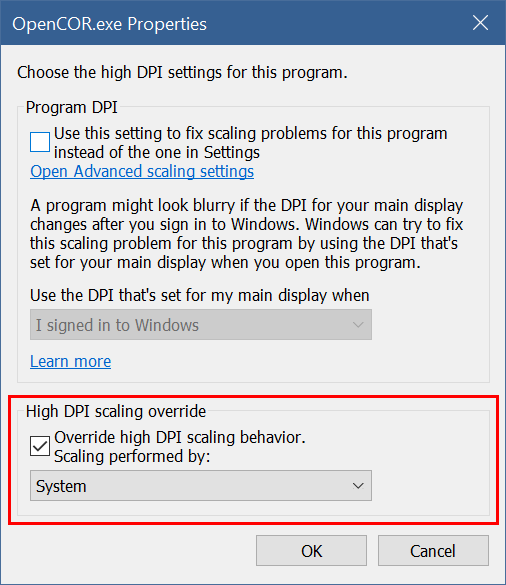 OpenCOR.exe Properties
Choose the high DPI settings for this program.
Program DPI
Use this setting to fix scaling problems for this program
instead of the one in Settings
Open Advanced scaling settings
A program might look blurry if the DPI for your main display
changes after you sign in to Windows. Windows can try to fix
this scaling problem for this program by using the DPI that's
set for your main display when you open this program.
Use the DPI that's set for my main display when
I signed in to Windows
Learn more
High DPI scaling override
Override high DPI scaling behavior.
Scaling performed by:
System
OK
Cancel